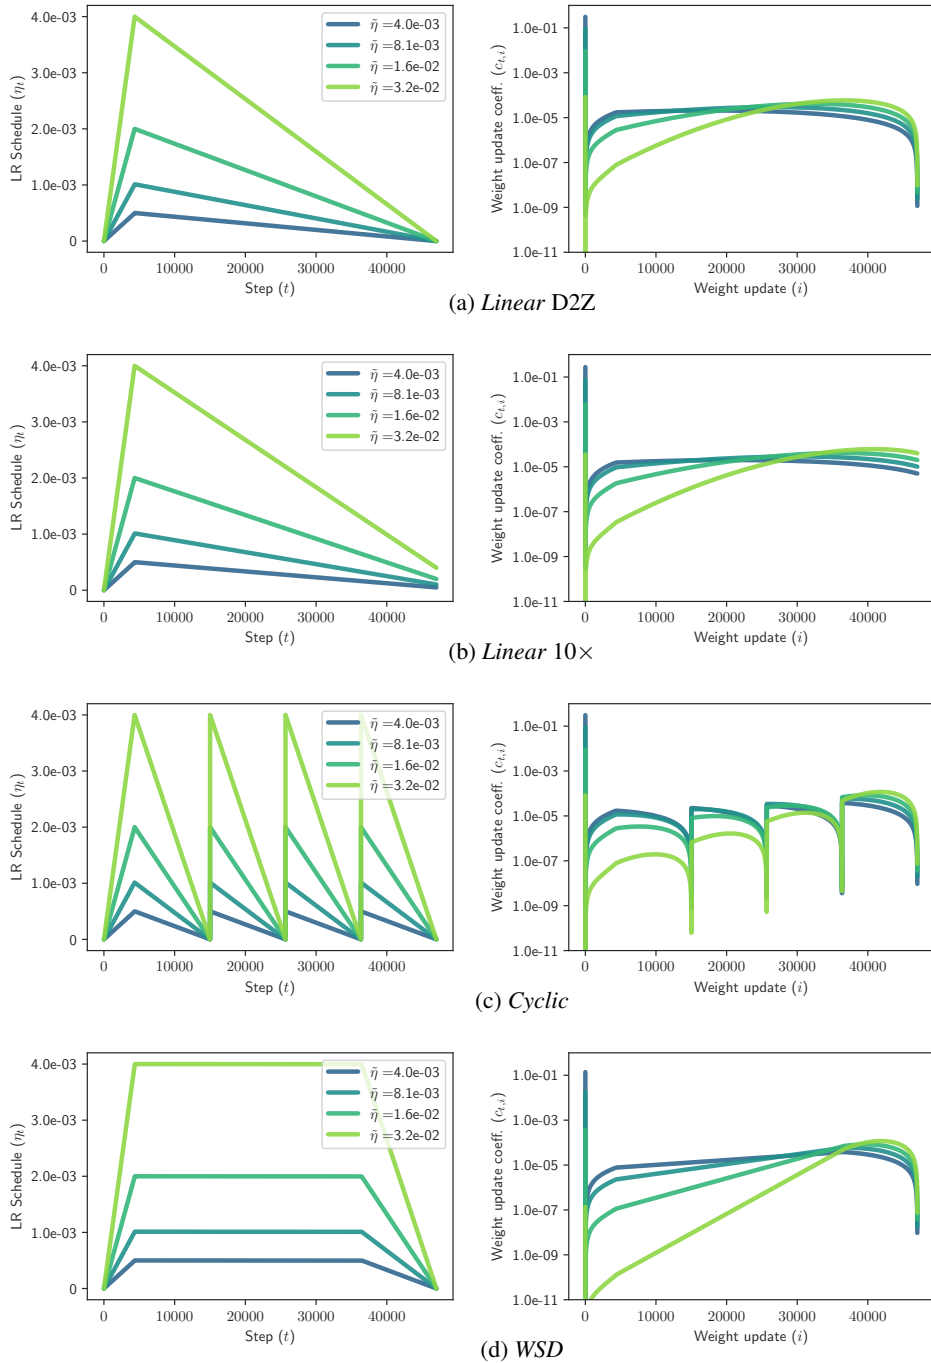 4.0e-03
3.0e-03
2.0e-03
1.0e-03
0
LR Schedule (ηt)
η̃ =4.0e-03
η̃ =8.1e-03
η̃ =1.6e-02
η̃ =3.2e-02
0 10000 20000 30000 40000
Step (t)
1.0e-01
1.0e-03
1.0e-05
1.0e-07
1.0e-09
1.0e-11
Weight update coeff. (ct,i)
0 10000 20000 30000 40000
Weight update (i)
(a) Linear D2Z
4.0e-03
3.0e-03
2.0e-03
1.0e-03
0
LR Schedule (ηt)
η̃ =4.0e-03
η̃ =8.1e-03
η̃ =1.6e-02
η̃ =3.2e-02
0 10000 20000 30000 40000
Step (t)
1.0e-01
1.0e-03
1.0e-05
1.0e-07
1.0e-09
1.0e-11
Weight update coeff. (ct,i)
0 10000 20000 30000 40000
Weight update (i)
(b) Linear 10×
4.0e-03
3.0e-03
2.0e-03
1.0e-03
0
LR Schedule (ηt)
η̃ =4.0e-03
η̃ =8.1e-03
η̃ =1.6e-02
η̃ =3.2e-02
0 10000 20000 30000 40000
Step (t)
1.0e-01
1.0e-03
1.0e-05
1.0e-07
1.0e-09
1.0e-11
Weight update coeff. (ct,i)
0 10000 20000 30000 40000
Weight update (i)
(c) Cyclic
4.0e-03
3.0e-03
2.0e-03
1.0e-03
0
LR Schedule (ηt)
η̃ =4.0e-03
η̃ =8.1e-03
η̃ =1.6e-02
η̃ =3.2e-02
0 10000 20000 30000 40000
Step (t)
1.0e-01
1.0e-03
1.0e-05
1.0e-07
1.0e-09
1.0e-11
Weight update coeff. (ct,i)
0 10000 20000 30000 40000
Weight update (i)
(d) WSD